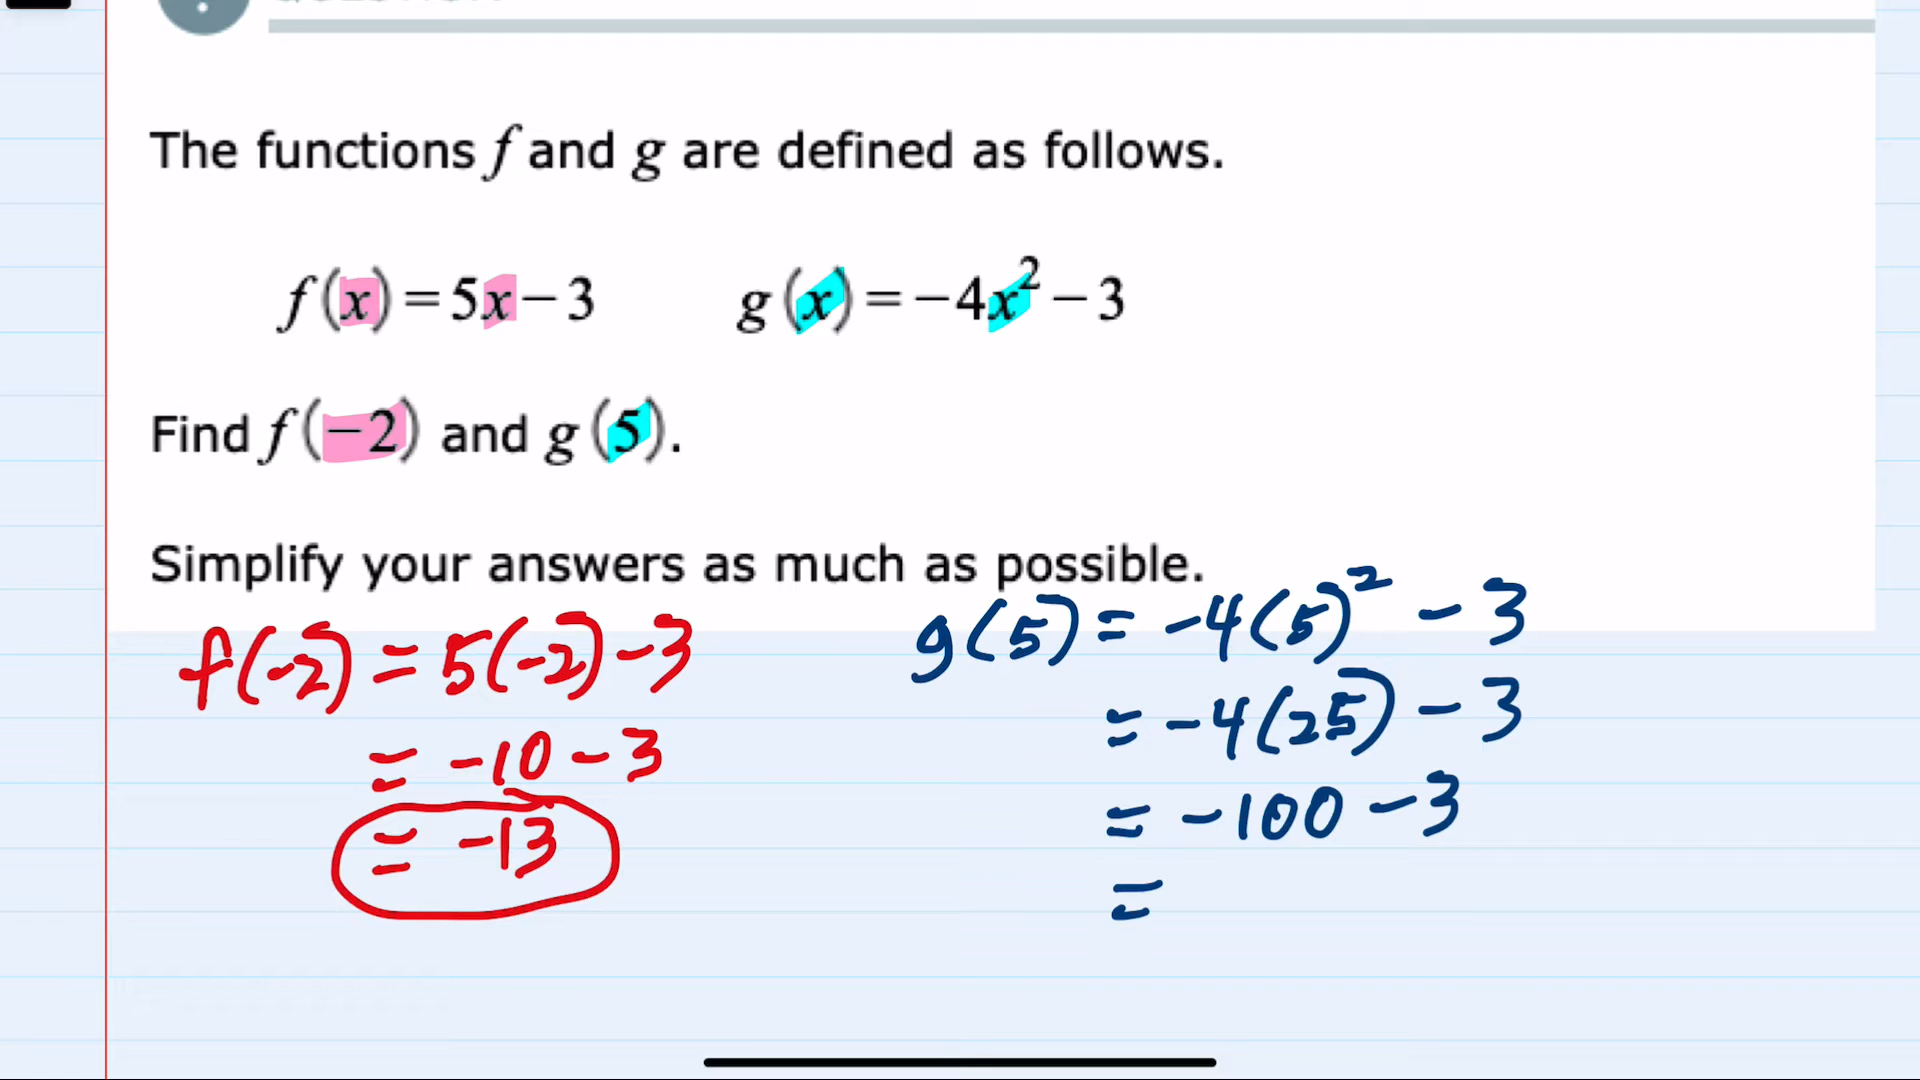 The functions f and g are defined as follows.
f(x)=5x−3 g(x)=−4x²−3
Find f(−2) and g(5).
Simplify your answers as much as possible.
f(-2) = 5(-2)-3
= -10-3
= -13
g(5) = -4(5)² - 3
= -4(25) - 3
= -100 - 3
=